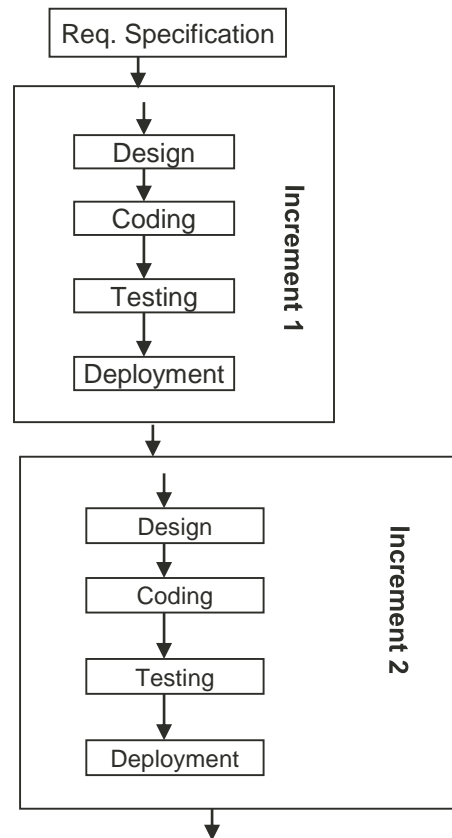 Req. Specification
Design
Coding
Testing
Deployment
Increment 1
Design
Coding
Testing
Deployment
Increment 2